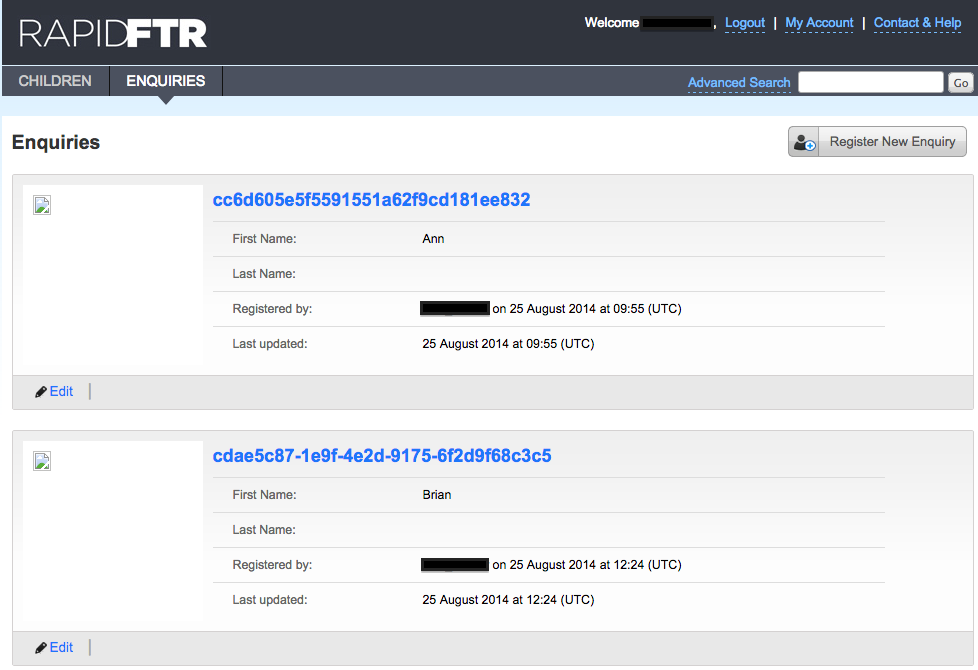 RAPIDFTR
Welcome , Logout | My Account | Contact & Help
CHILDREN ENQUIRIES Advanced Search Go
Enquiries Register New Enquiry
cc6d605e5f5591551a62f9cd181ee832
First Name: Ann
Last Name:
Registered by: on 25 August 2014 at 09:55 (UTC)
Last updated: 25 August 2014 at 09:55 (UTC)
Edit |
cdae5c87-1e9f-4e2d-9175-6f2d9f68c3c5
First Name: Brian
Last Name:
Registered by: on 25 August 2014 at 12:24 (UTC)
Last updated: 25 August 2014 at 12:24 (UTC)
Edit |